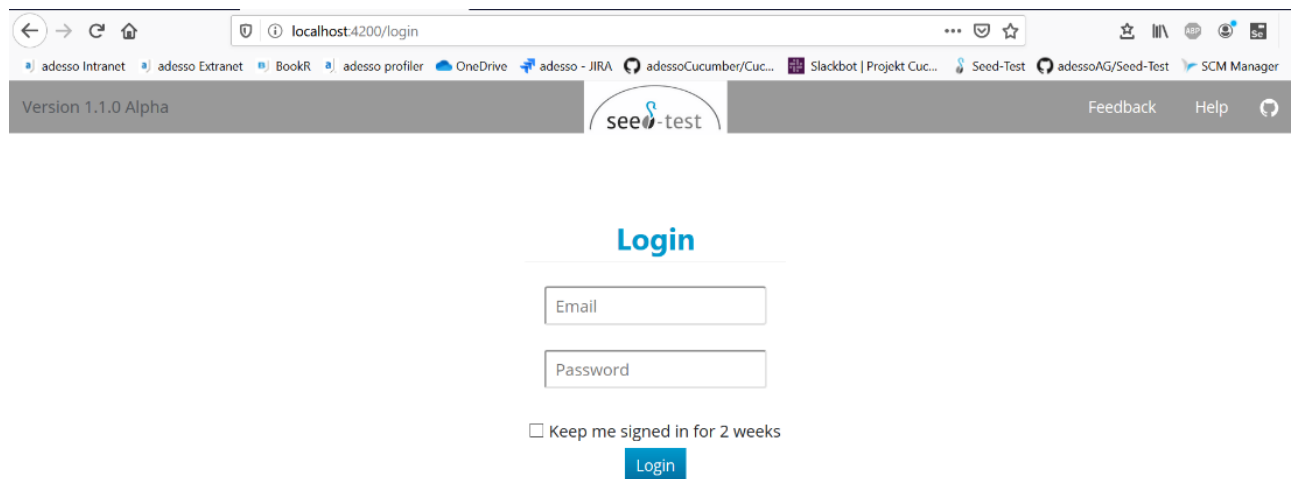 localhost:4200/login
adesso Intranet adesso Extranet BookR adesso profiler OneDrive adesso - JIRA adessoCucumber/Cuc... Slackbot | Projekt Cuc... Seed-Test adessoAG/Seed-Test SCM Manager
Version 1.1.0 Alpha seed-test Feedback Help
Login
Email
Password
Keep me signed in for 2 weeks
Login